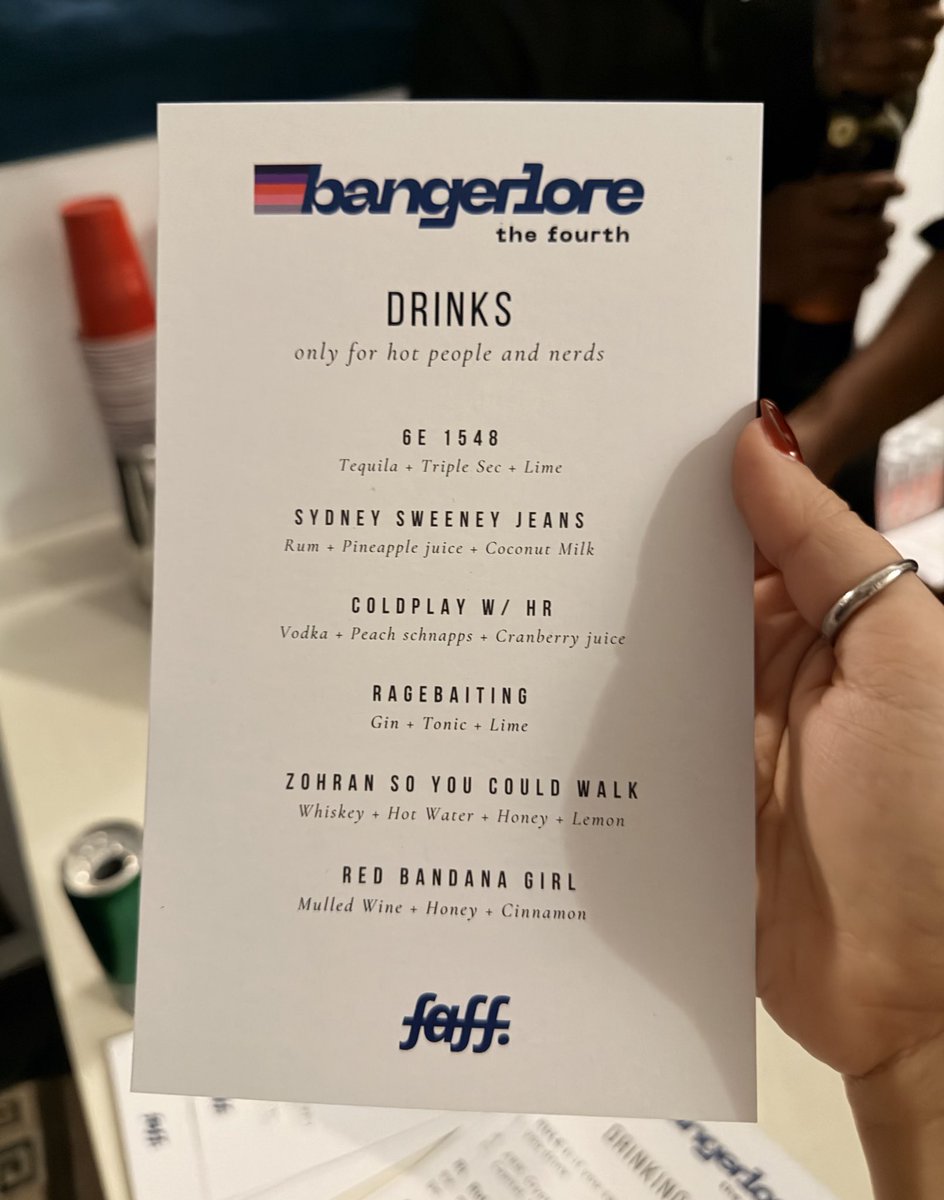 bangerlore
the fourth
DRINKS
only for hot people and nerds
6E 1548
Tequila + Triple Sec + Lime
SYDNEY SWEENEY JEANS
Rum + Pineapple juice + Coconut Milk
COLDPLAY W/ HR
Vodka + Peach schnapps + Cranberry juice
RAGEBAITING
Gin + Tonic + Lime
ZOHRAN SO YOU COULD WALK
Whiskey + Hot Water + Honey + Lemon
RED BANDANA GIRL
Mulled Wine + Honey + Cinnamon
faff.
bangerlore
DRINKING